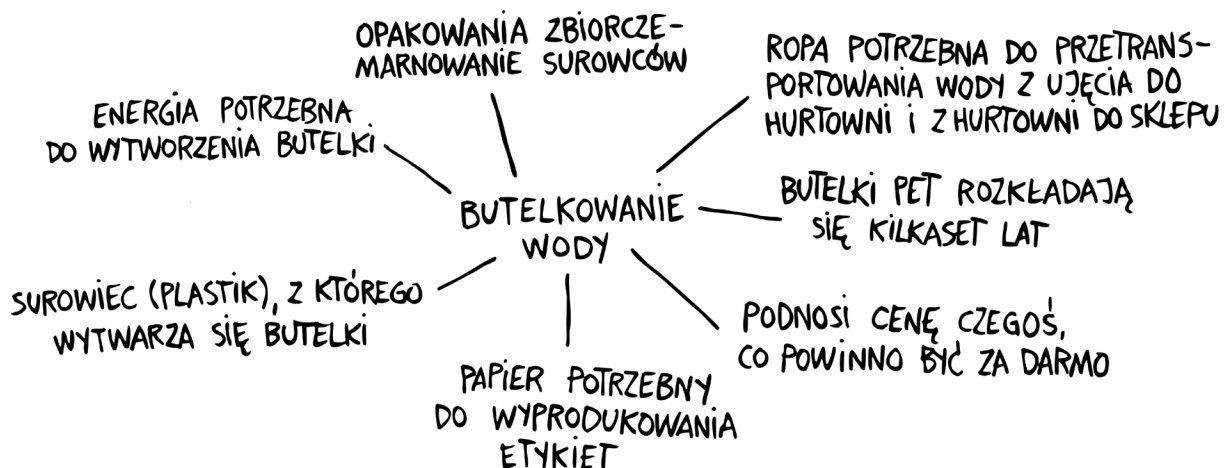 OPAKOWANIA ZBIORCZE-
MARNOWANIE SUROWCÓW
ROPA POTRZEBNA DO PRZETRANS-
PORTOWANIA WODY Z UJĘCIA DO
HURTOWNI I Z HURTOWNI DO SKLEPU
ENERGIA POTRZEBNA
DO WYTWORZENIA BUTELKI
BUTELKOWANIE
WODY
BUTELKI PET ROZKŁADAJĄ
SIĘ KILKASET LAT
SUROWIEC (PLASTIK), Z KTÓREGO
WYTWARZA SIĘ BUTELKI
PODNOSI CENĘ CZEGOŚ,
CO POWINNO BYĆ ZA DARMO
PAPIER POTRZEBNY
DO WYPRODUKOWANIA
ETYKIET